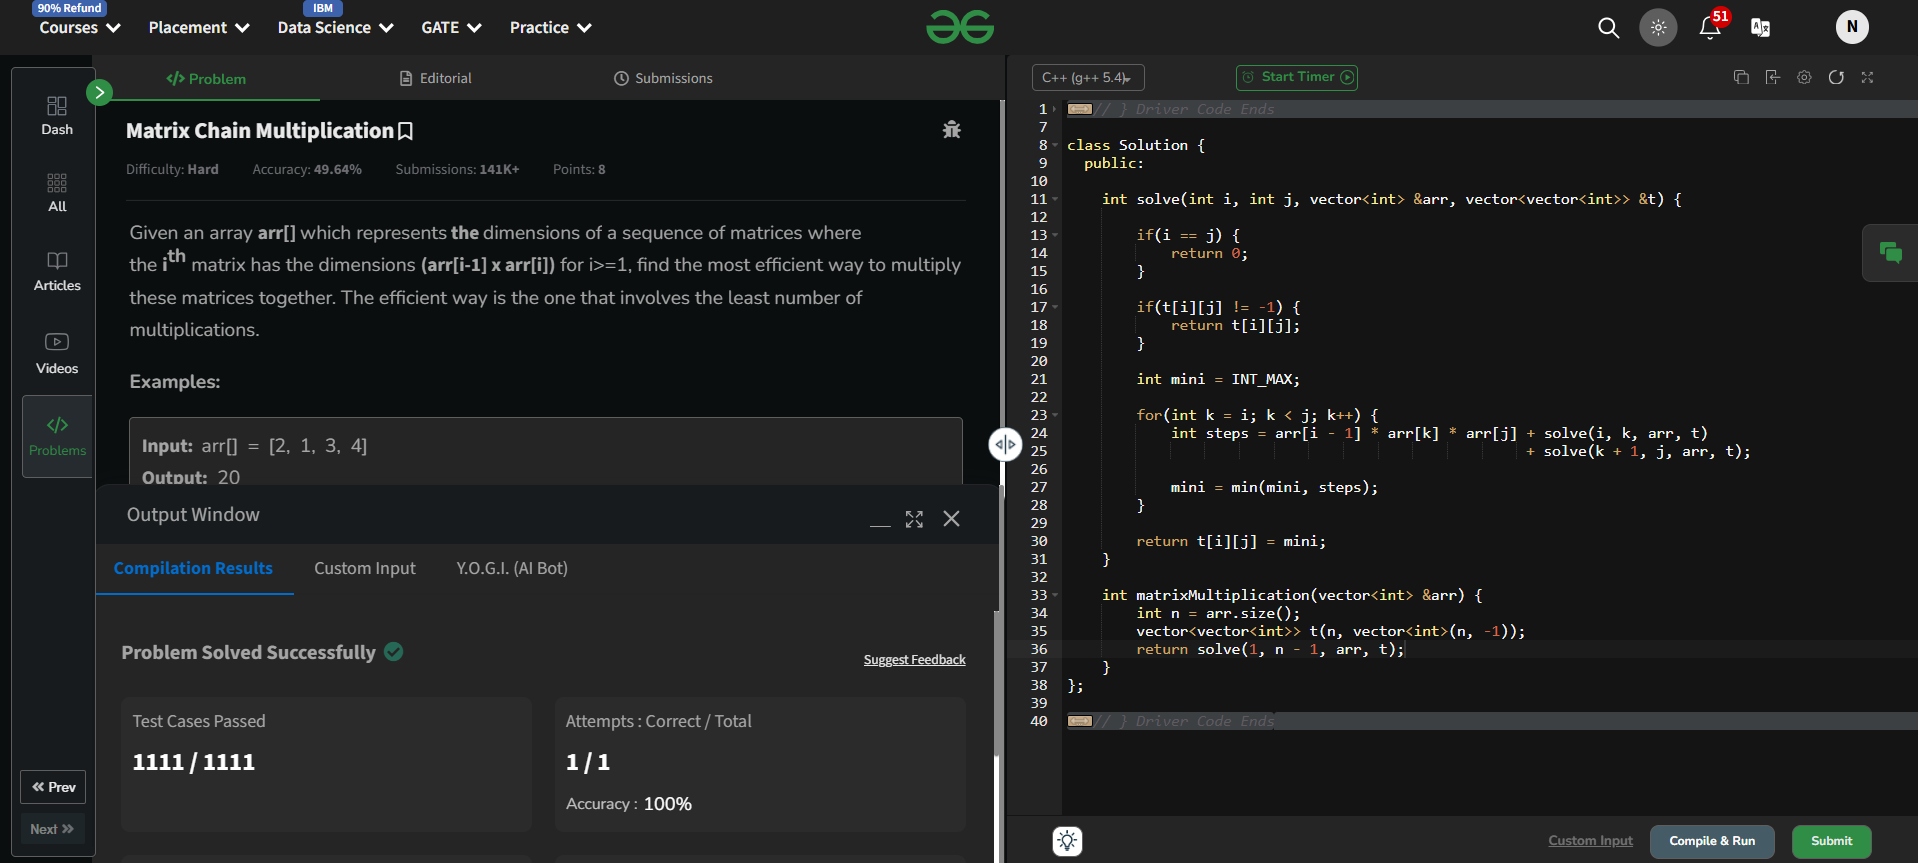 90% Refund
IBM
Courses
Placement
Data Science
GATE
Practice
51
N
Dash
All
Articles
Videos
Problems
Prev
Next
Problem
Editorial
Submissions
Matrix Chain Multiplication
Difficulty: Hard Accuracy: 49.64% Submissions: 141K+ Points: 8
Given an array arr[] which represents the dimensions of a sequence of matrices where
the ith matrix has the dimensions (arr[i-1] x arr[i]) for i>=1, find the most efficient way to multiply
these matrices together. The efficient way is the one that involves the least number of
multiplications.
Examples:
Input: arr[] = [2, 1, 3, 4]
Output: 20
Output Window
Compilation Results
Custom Input
Y.O.G.I. (AI Bot)
Problem Solved Successfully
Suggest Feedback
Test Cases Passed
1111 / 1111
Attempts : Correct / Total
1 / 1
Accuracy : 100%
C++ (g++ 5.4)
Start Timer
1 // } Driver Code Ends
7
8 class Solution {
9 public:
10
11 int solve(int i, int j, vector<int> &arr, vector<vector<int>> &t) {
12
13 if(i == j) {
14 return 0;
15 }
16
17 if(t[i][j] != -1) {
18 return t[i][j];
19 }
20
21 int mini = INT_MAX;
22
23 for(int k = i; k < j; k++) {
24 int steps = arr[i - 1] * arr[k] * arr[j] + solve(i, k, arr, t)
25 + solve(k + 1, j, arr, t);
26
27 mini = min(mini, steps);
28 }
29
30 return t[i][j] = mini;
31 }
32
33 int matrixMultiplication(vector<int> &arr) {
34 int n = arr.size();
35 vector<vector<int>> t(n, vector<int>(n, -1));
36 return solve(1, n - 1, arr, t);
37 }
38 };
39
40 // } Driver Code Ends
Custom Input
Compile & Run
Submit